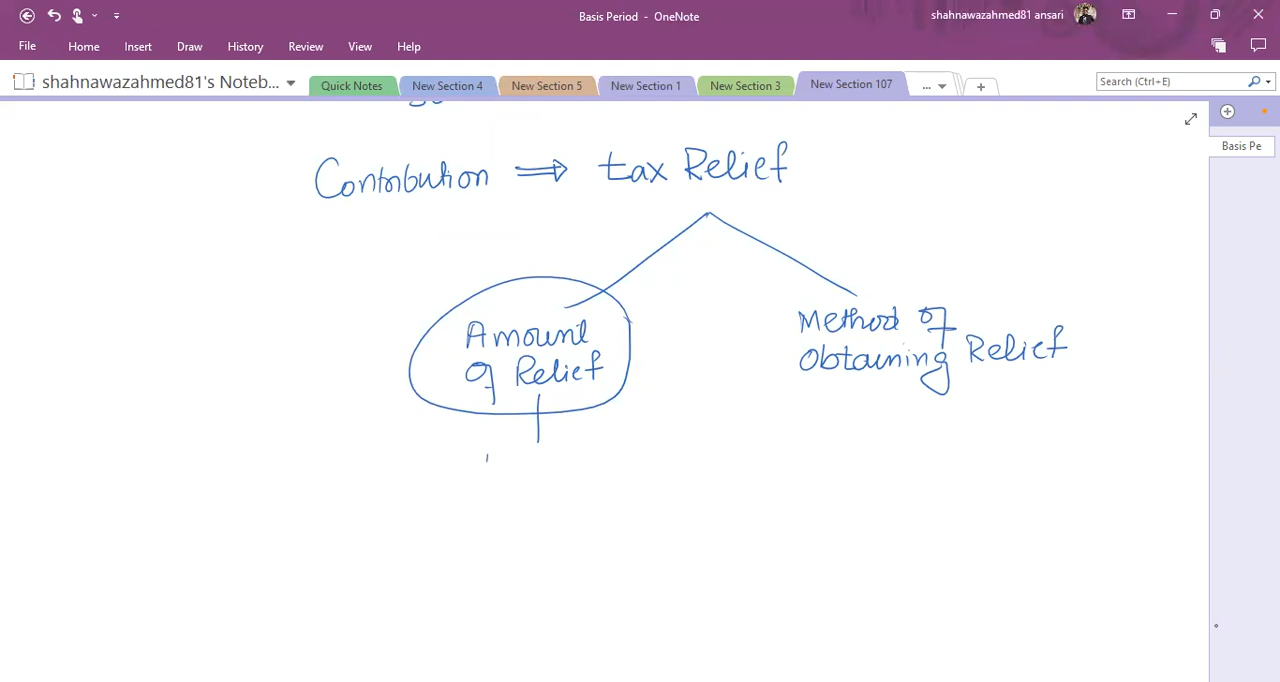 Basis Period - OneNote
shahnawazahmed81 ansari
File Home Insert Draw History Review View Help
shahnawazahmed81's Noteb... Quick Notes New Section 4 New Section 5 New Section 1 New Section 3 New Section 107 ... + Search (Ctrl+E)
Basis Pe
Contribution ⇒ tax Relief
Amount
of Relief
Method of
Obtaining Relief